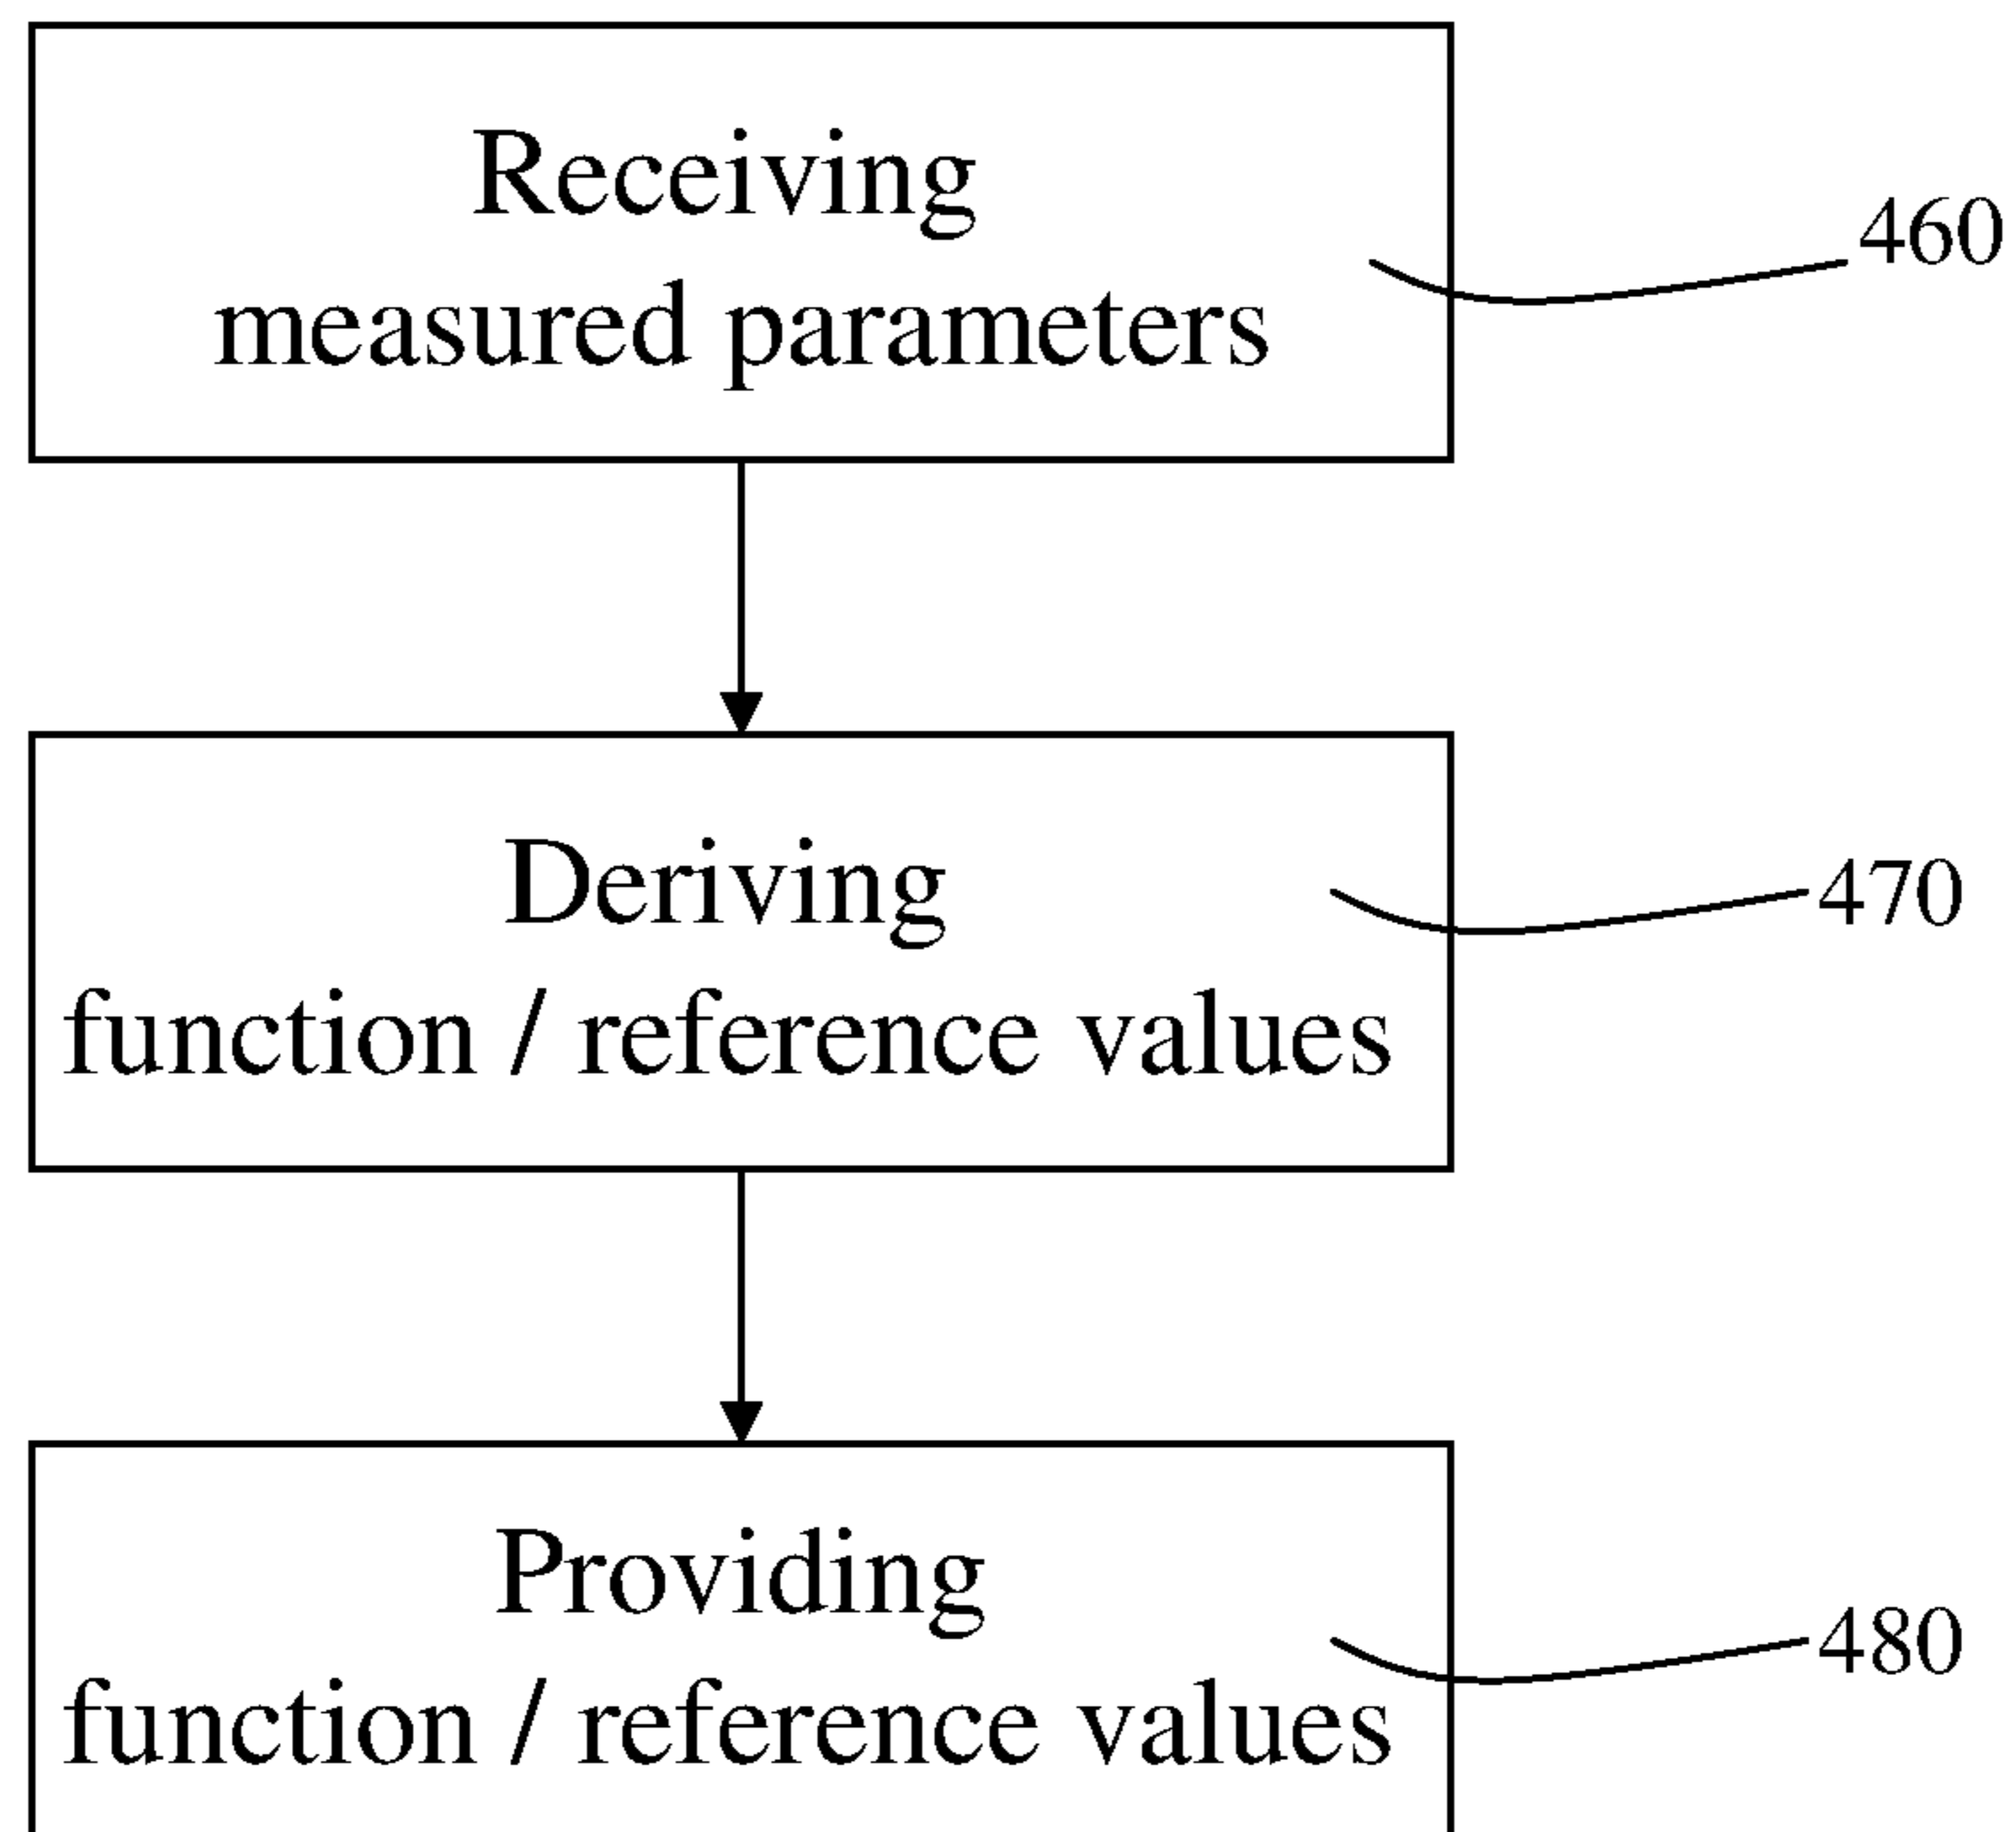 Receiving
measured parameters
460
Deriving
function / reference values
470
Providing
function / reference values
480